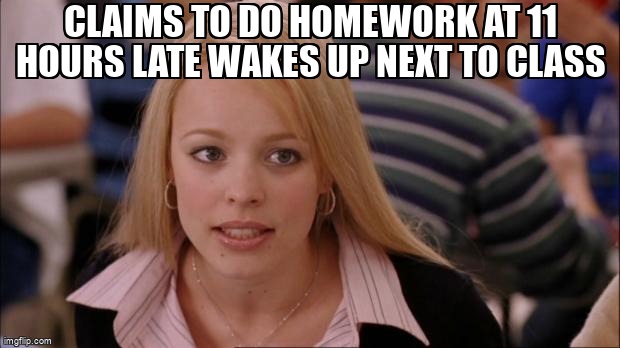 CLAIMS TO DO HOMEWORK AT 11
HOURS LATE WAKES UP NEXT TO CLASS
imgflip.com